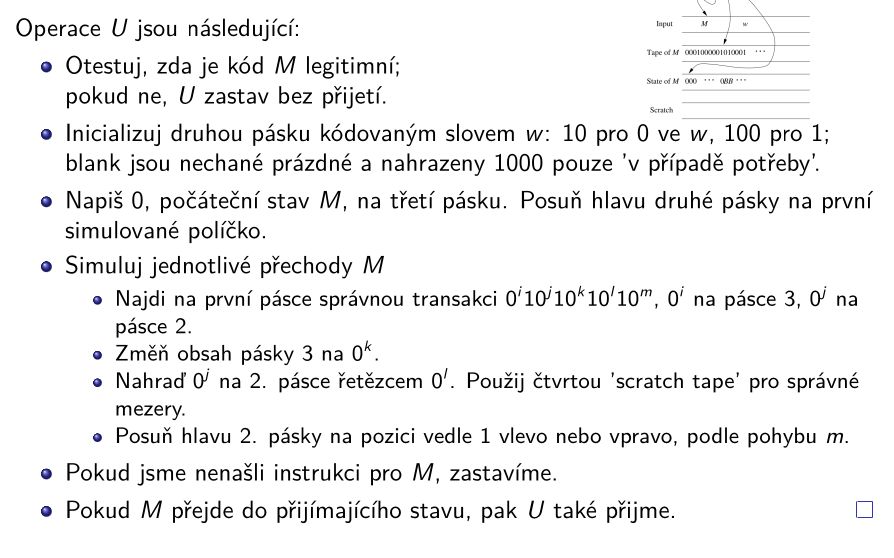 Operace U jsou následující:
Input M w
Tape of M 0001000001010001 ···
State of M 000 ··· 0BB ···
Scratch
Otestuj, zda je kód M legitimní;
pokud ne, U zastav bez přijetí.
Inicializuj druhou pásku kódovaným slovem w: 10 pro 0 ve w, 100 pro 1;
blank jsou nechané prázdné a nahrazeny 1000 pouze 'v případě potřeby'.
Napiš 0, počáteční stav M, na třetí pásku. Posuň hlavu druhé pásky na první
simulované políčko.
Simuluj jednotlivé přechody M
Najdi na první pásce správnou transakci 0^i10^j10^k10^l10^m, 0^i na pásce 3, 0^j na
pásce 2.
Změň obsah pásky 3 na 0^k.
Nahraď 0^j na 2. pásce řetězcem 0^l. Použij čtvrtou 'scratch tape' pro správné
mezery.
Posuň hlavu 2. pásky na pozici vedle 1 vlevo nebo vpravo, podle pohybu m.
Pokud jsme nenašli instrukci pro M, zastavíme.
Pokud M přejde do přijímajícího stavu, pak U také přijme.